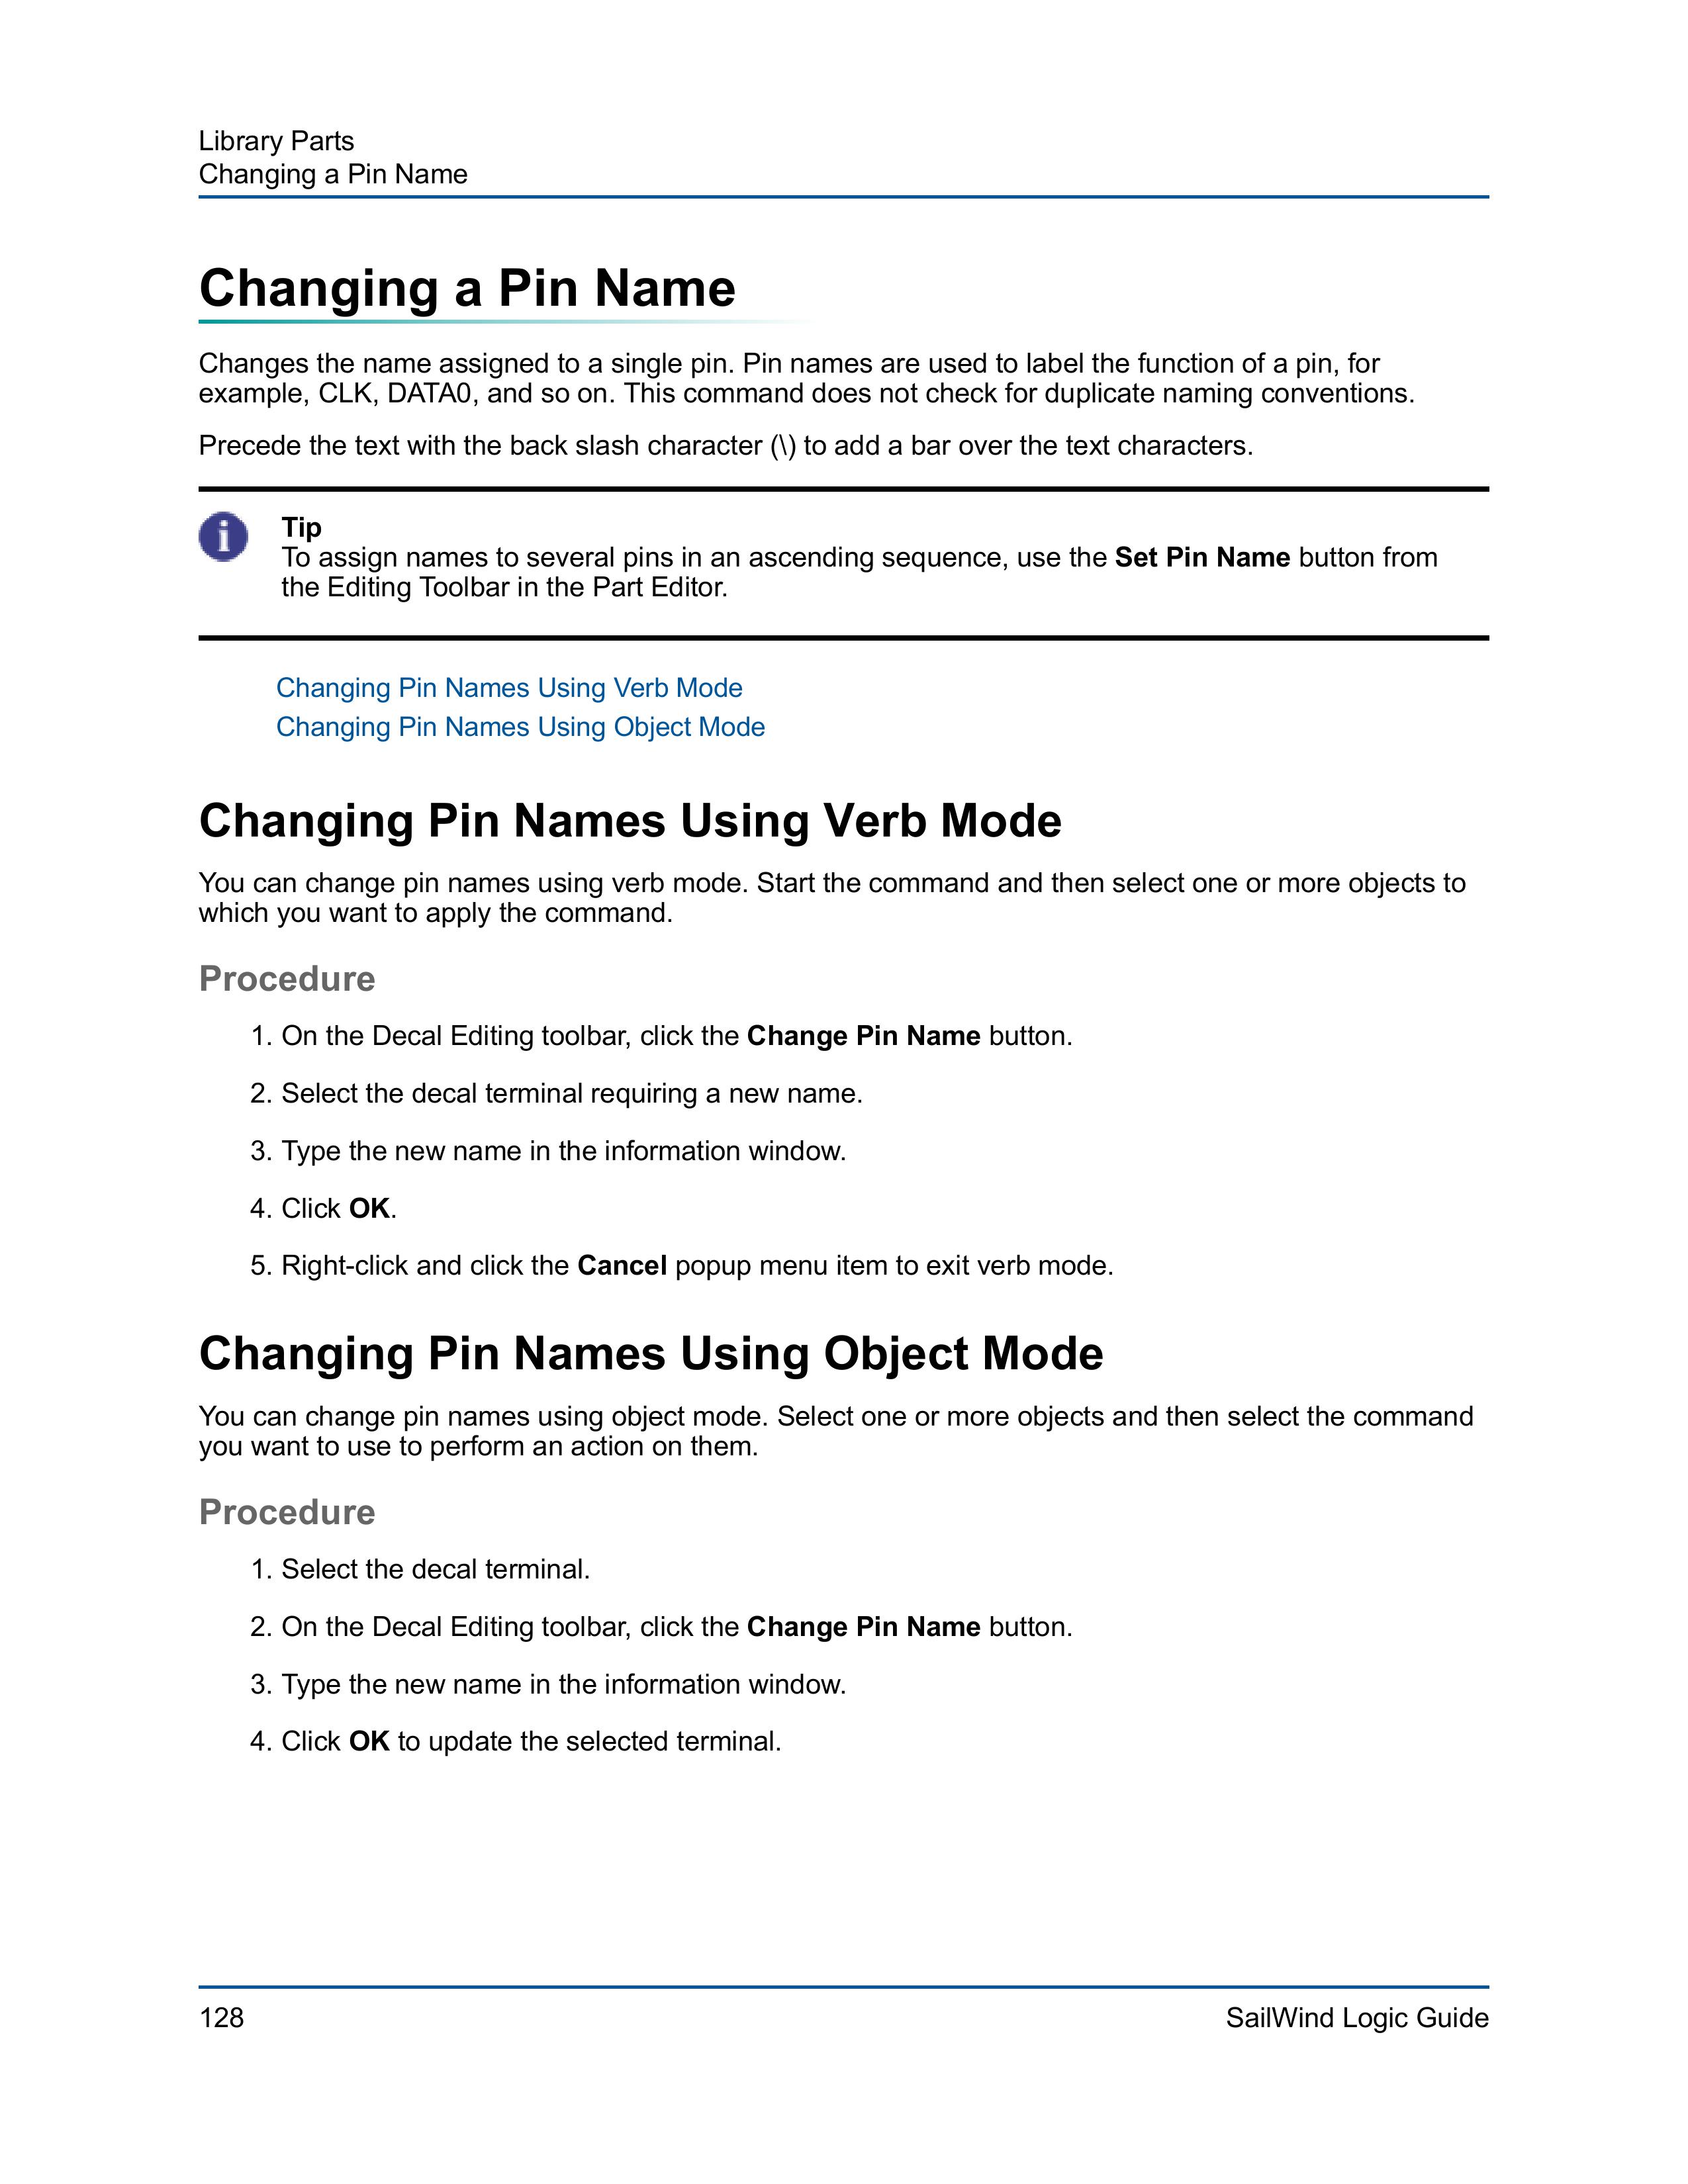 Library Parts
Changing a Pin Name
Changing a Pin Name
Changes the name assigned to a single pin. Pin names are used to label the function of a pin, for
example, CLK, DATA0, and so on. This command does not check for duplicate naming conventions.
Precede the text with the back slash character (\) to add a bar over the text characters.
Tip
To assign names to several pins in an ascending sequence, use the Set Pin Name button from
the Editing Toolbar in the Part Editor.
Changing Pin Names Using Verb Mode
Changing Pin Names Using Object Mode
Changing Pin Names Using Verb Mode
You can change pin names using verb mode. Start the command and then select one or more objects to
which you want to apply the command.
Procedure
1. On the Decal Editing toolbar, click the Change Pin Name button.
2. Select the decal terminal requiring a new name.
3. Type the new name in the information window.
4. Click OK.
5. Right-click and click the Cancel popup menu item to exit verb mode.
Changing Pin Names Using Object Mode
You can change pin names using object mode. Select one or more objects and then select the command
you want to use to perform an action on them.
Procedure
1. Select the decal terminal.
2. On the Decal Editing toolbar, click the Change Pin Name button.
3. Type the new name in the information window.
4. Click OK to update the selected terminal.
128
SailWind Logic Guide